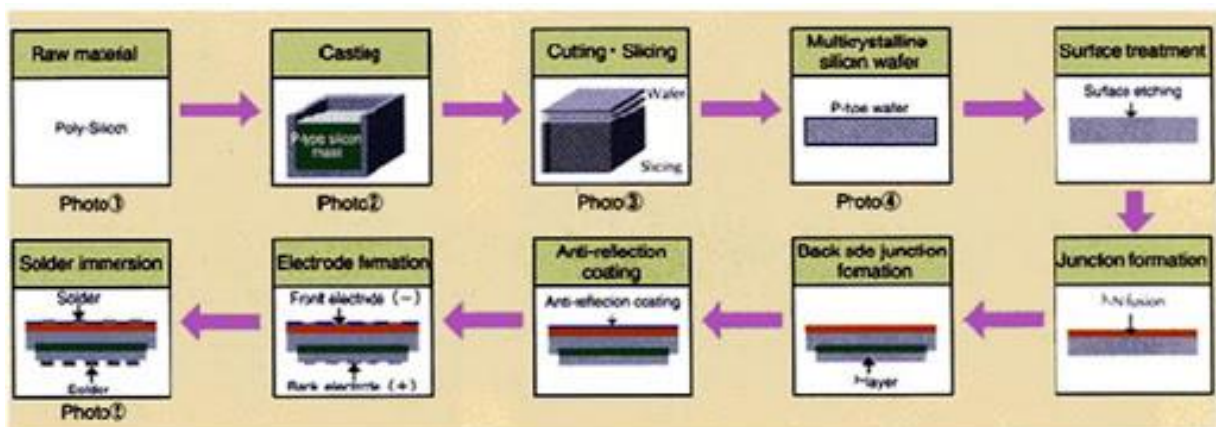 Raw material
Poly-Silicon
Photo①
Casting
P-type silicon
mass
Photo②
Cutting・Slicing
Wafer
Slicing
Photo③
Multicrystalline
silicon wafer
P-type wafer
Photo④
Surface treatment
Surface etching
Junction formation
Back side junction
formation
Anti-reflection
coating
Anti-reflecion coating
Electrode formation
Front electrode (−)
Back electrode (+)
Solder immersion
Solder
Solder